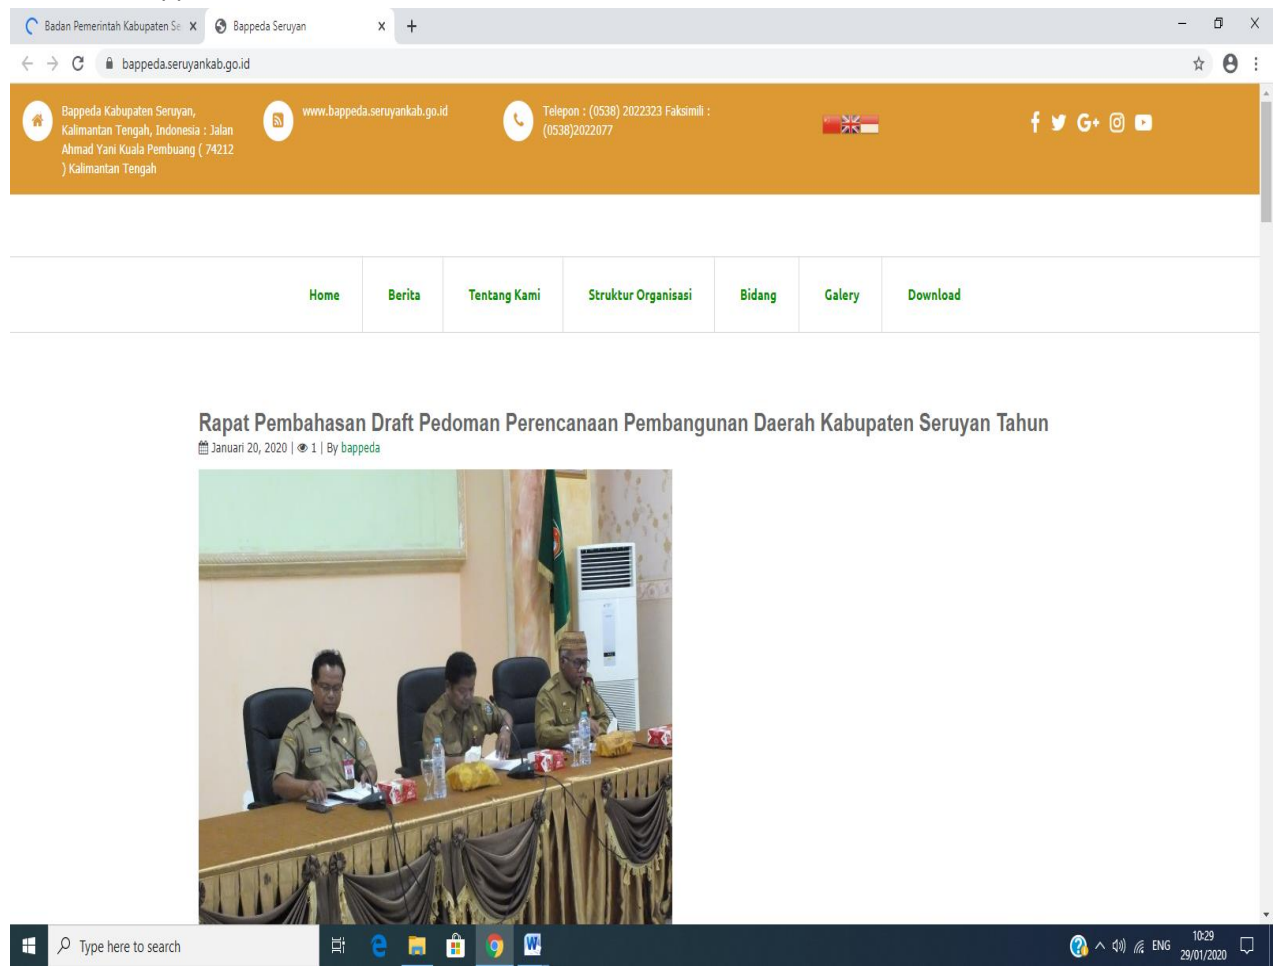 Badan Pemerintah Kabupaten Se
Bappeda Seruyan
bappeda.seruyankab.go.id
Bappeda Kabupaten Seruyan,
Kalimantan Tengah, Indonesia : Jalan
Ahmad Yani Kuala Pembuang ( 74212
) Kalimantan Tengah
www.bappeda.seruyankab.go.id
Telepon : (0538) 2022323 Faksimili :
(0538)2022077
Home Berita Tentang Kami Struktur Organisasi Bidang Galery Download
Rapat Pembahasan Draft Pedoman Perencanaan Pembangunan Daerah Kabupaten Seruyan Tahun
Januari 20, 2020 | 1 | By bappeda
Type here to search
ENG
10:29
29/01/2020